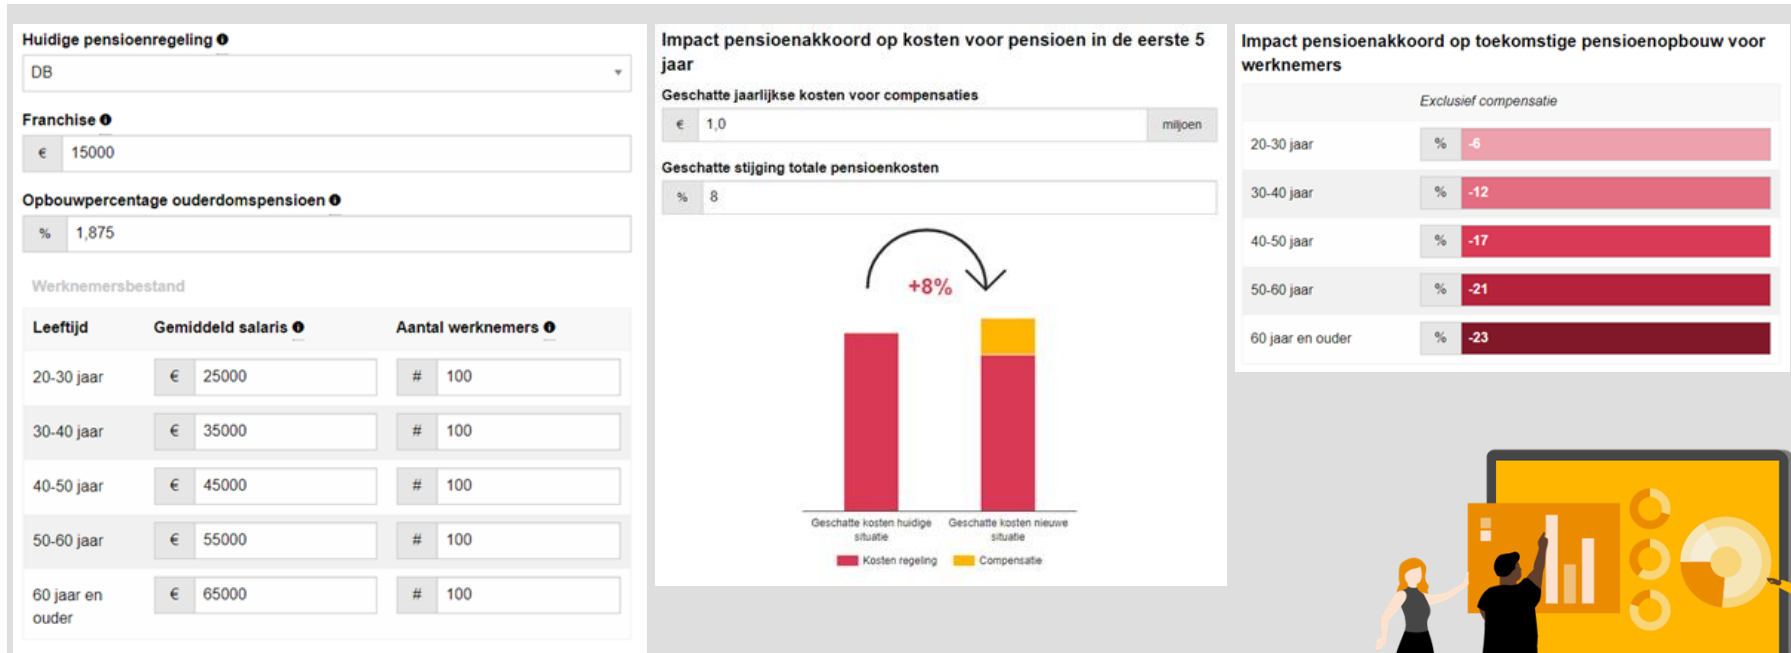 Huidige pensioenregeling
DB
Franchise
€ 15000
Opbouwpercentage ouderdomspensioen
% 1,875
Werknemersbestand
Leeftijd Gemiddeld salaris Aantal werknemers
20-30 jaar € 25000 # 100
30-40 jaar € 35000 # 100
40-50 jaar € 45000 # 100
50-60 jaar € 55000 # 100
60 jaar en € 65000 # 100
ouder
Impact pensioenakkoord op kosten voor pensioen in de eerste 5
jaar
Geschatte jaarlijkse kosten voor compensaties
€ 1,0 miljoen
Geschatte stijging totale pensioenkosten
% 8
+8%
Geschatte kosten huidige
situatie
Geschatte kosten nieuwe
situatie
Kosten regeling Compensatie
Impact pensioenakkoord op toekomstige pensioenopbouw voor
werknemers
Exclusief compensatie
20-30 jaar % -6
30-40 jaar % -12
40-50 jaar % -17
50-60 jaar % -21
60 jaar en ouder % -23